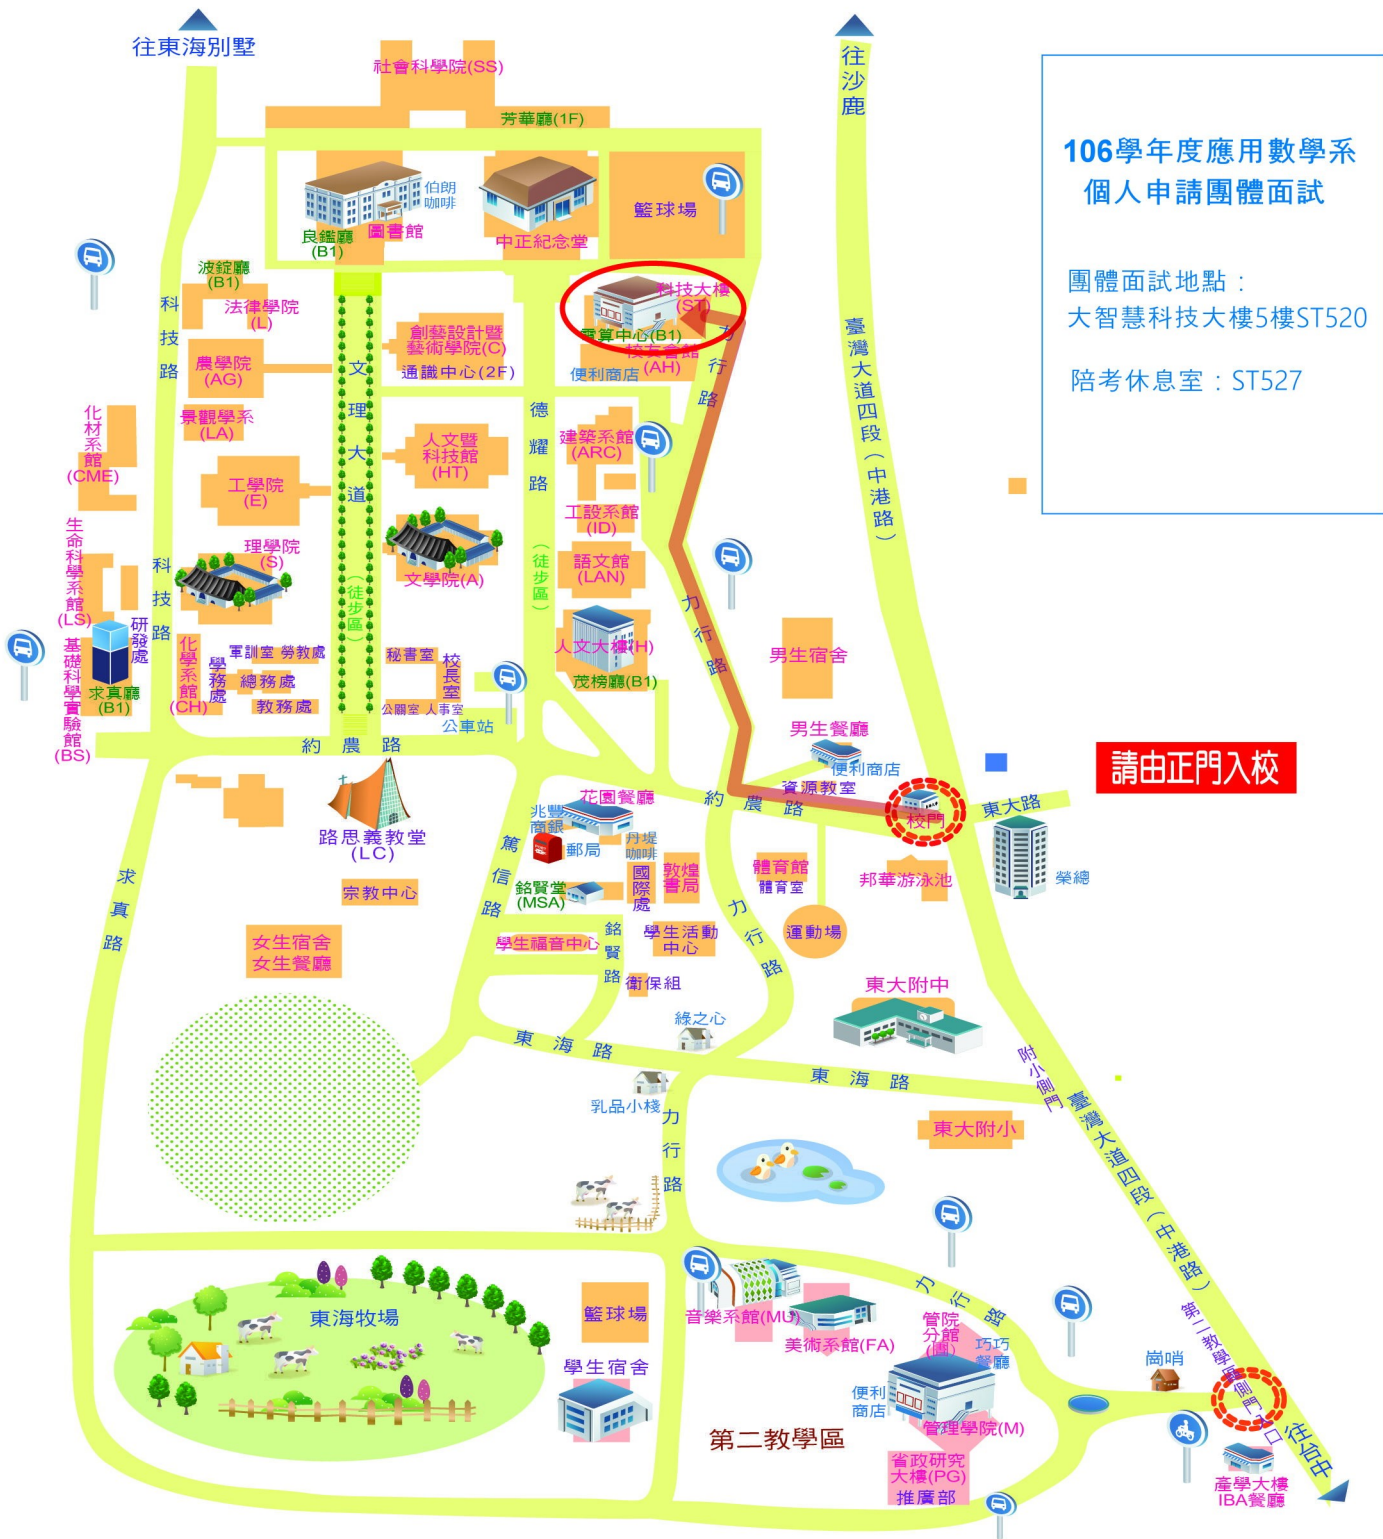 往東海別墅
往沙鹿
社會科學院(SS)
芳華廳(1F)
106學年度應用數學系
個人申請團體面試
團體面試地點：
大智慧科技大樓5樓ST520
陪考休息室：ST527
伯朗
咖啡
良鑑廳
(B1)
圖書館
中正紀念堂
籃球場
波錠廳
(B1)
法律學院
(L)
科技路
科技大樓
(ST)
電算中心(B1)
校友會館
(AH)
便利商店
力行路
臺灣大道四段(中港路)
創藝設計暨
藝術學院(C)
通識中心(2F)
文理大道
(徒步區)
農學院
(AG)
景觀學系
(LA)
化材系館
(CME)
人文暨
科技館
(HT)
德耀路
(徒步區)
建築系館
(ARC)
工學院
(E)
工設系館
(ID)
生命科學系館
(LS)
科技路
理學院
(S)
文學院(A)
語文館
(LAN)
力行路
研發處
人文大樓(H)
茂榜廳(B1)
男生宿舍
基礎科學實驗館
(BS)
求真廳
(B1)
化學系館
(CH)
學務處
軍訓室 勞教處
總務處
教務處
秘書室
校長室
公關室 人事室
公車站
約農路
男生餐廳
便利商店
資源教室
約農路
校門
東大路
請由正門入校
路思義教堂
(LC)
宗教中心
花園餐廳
兆豐
商銀
郵局
丹堤
咖啡
篤信路
銘賢堂
(MSA)
國際處
敦煌
書局
體育館
體育室
邦華游泳池
榮總
求真路
女生宿舍
女生餐廳
學生福音中心
銘賢路
學生活動
中心
力行路
運動場
衛保組
東大附中
綠之心
東海路
東海路
附小側門
乳品小棧
力行路
東大附小
臺灣大道四段(中港路)
東海牧場
籃球場
音樂系館(MU)
美術系館(FA)
管院
分館
巧巧
餐廳
力行路
學生宿舍
便利
商店
管理學院(M)
第二教學區
省政研究
大樓(PG)
推廣部
崗哨
第二教學區側門入口
往台中
產學大樓
IBA餐廳